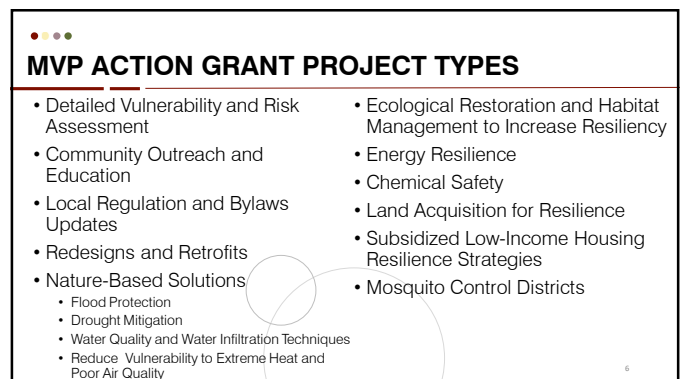 MVP ACTION GRANT PROJECT TYPES
• Detailed Vulnerability and Risk
Assessment
• Community Outreach and
Education
• Local Regulation and Bylaws
Updates
• Redesigns and Retrofits
• Nature-Based Solutions
• Flood Protection
• Drought Mitigation
• Water Quality and Water Infiltration Techniques
• Reduce Vulnerability to Extreme Heat and
Poor Air Quality
• Ecological Restoration and Habitat
Management to Increase Resiliency
• Energy Resilience
• Chemical Safety
• Land Acquisition for Resilience
• Subsidized Low-Income Housing
Resilience Strategies
• Mosquito Control Districts
6